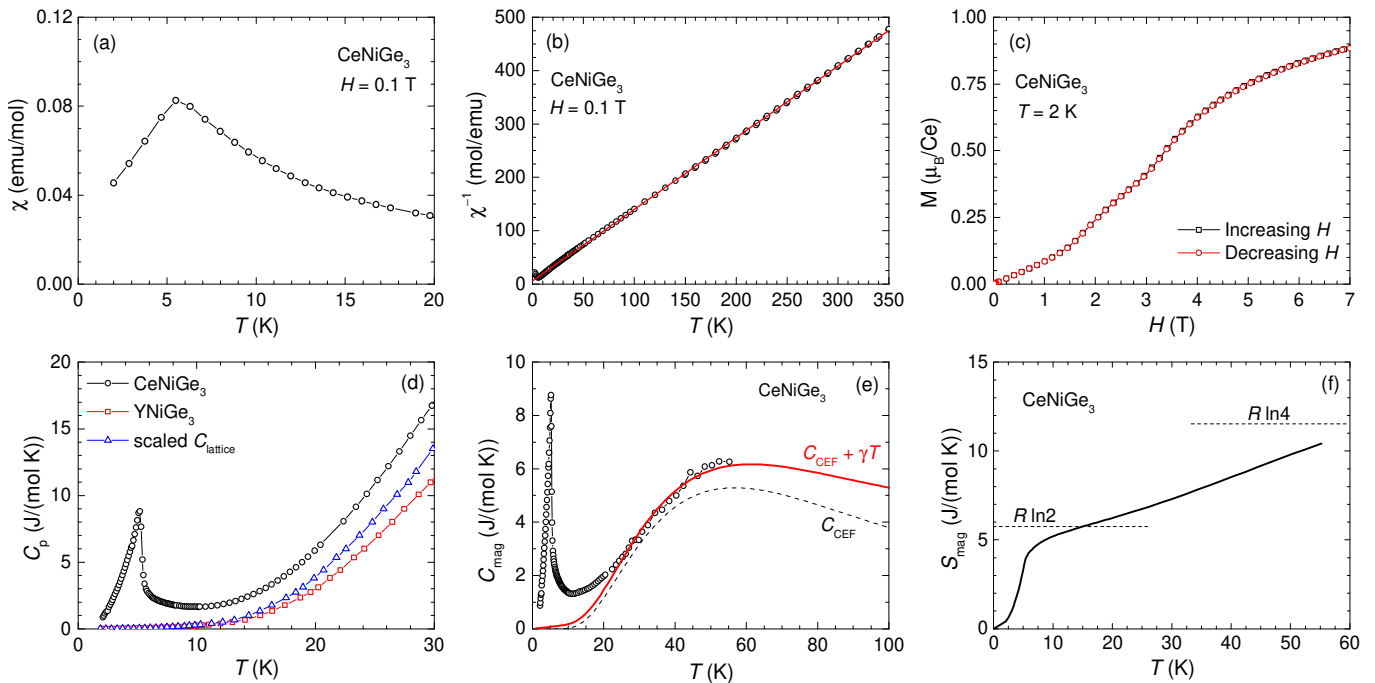 (a)
CeNiGe3
H = 0.1 T
χ (emu/mol)
0.12
0.08
0.04
0.00
0 5 10 15 20
T (K)
(b)
CeNiGe3
H = 0.1 T
χ−1 (mol/emu)
500
450
400
350
300
250
200
150
100
50
0
0 50 100 150 200 250 300 350
T (K)
(c)
CeNiGe3
T = 2 K
M (μB/Ce)
1.00
0.75
0.50
0.25
0.00
Increasing H
Decreasing H
0 1 2 3 4 5 6 7
H (T)
(d)
CeNiGe3
YNiGe3
scaled Clattice
Cp (J/(mol K))
20
15
10
5
0
0 10 20 30
T (K)
(e)
CeNiGe3
CCEF + γT
CCEF
Cmag (J/(mol K))
10
8
6
4
2
0
0 20 40 60 80 100
T (K)
(f)
CeNiGe3
R ln4
R ln2
Smag (J/(mol K))
15
10
5
0
0 10 20 30 40 50 60
T (K)